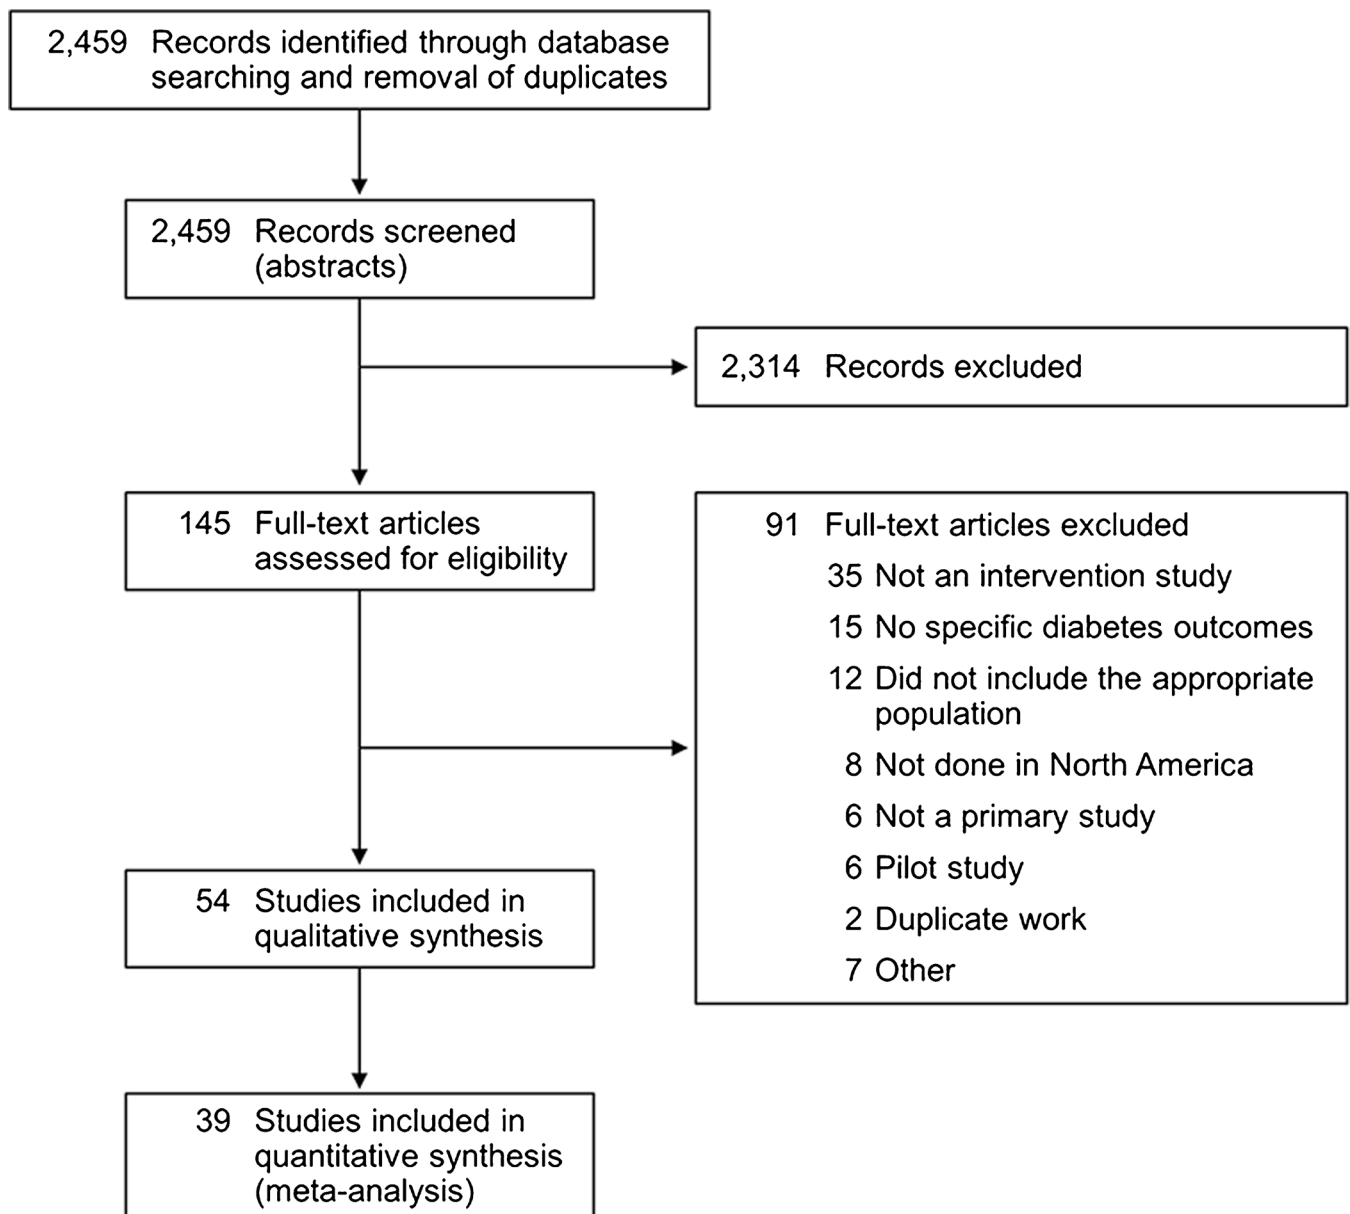 2,459 Records identified through database
searching and removal of duplicates
2,459 Records screened
(abstracts)
2,314 Records excluded
145 Full-text articles
assessed for eligibility
91 Full-text articles excluded
35 Not an intervention study
15 No specific diabetes outcomes
12 Did not include the appropriate
population
8 Not done in North America
6 Not a primary study
6 Pilot study
2 Duplicate work
7 Other
54 Studies included in
qualitative synthesis
39 Studies included in
quantitative synthesis
(meta-analysis)